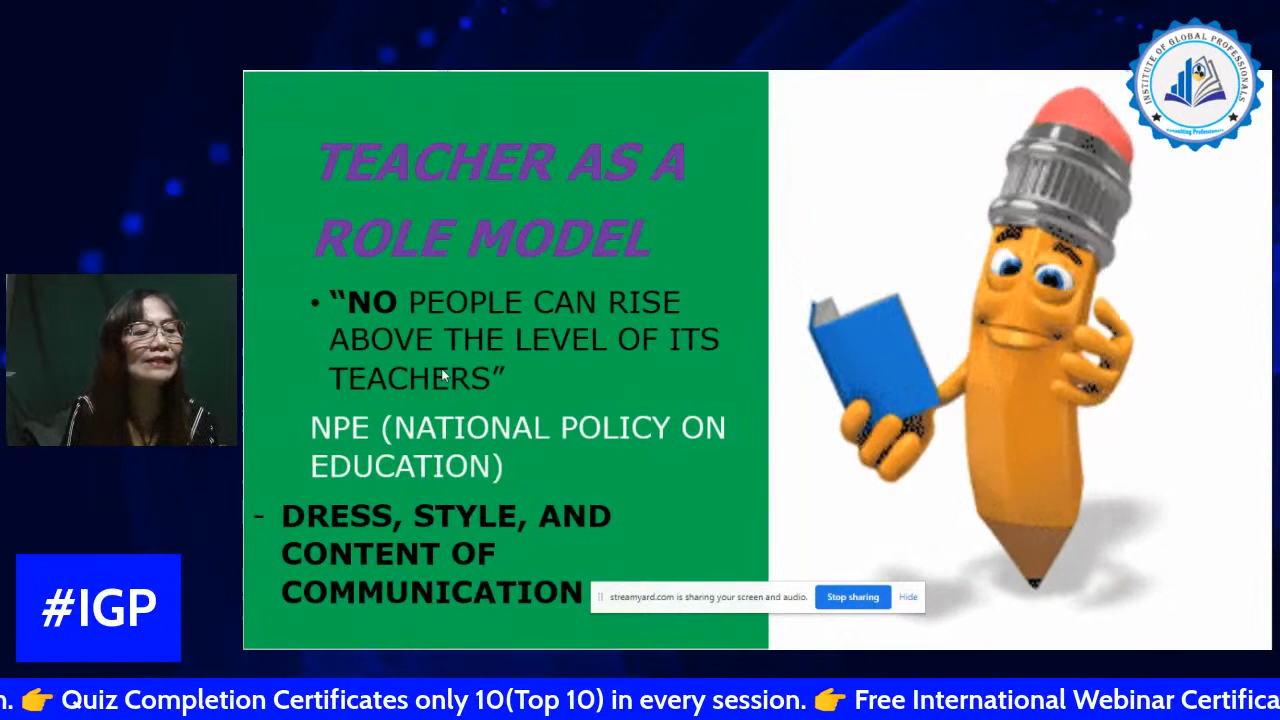 INSTITUTE OF GLOBAL PROFESSIONALS
Consulting Professionals
TEACHER AS A
ROLE MODEL
• “NO PEOPLE CAN RISE
ABOVE THE LEVEL OF ITS
TEACHERS”
NPE (NATIONAL POLICY ON
EDUCATION)
- DRESS, STYLE, AND
CONTENT OF
COMMUNICATION
streamyard.com is sharing your screen and audio.
Stop sharing
Hide
#IGP
n. 👉 Quiz Completion Certificates only 10(Top 10) in every session. 👉 Free International Webinar Certifica